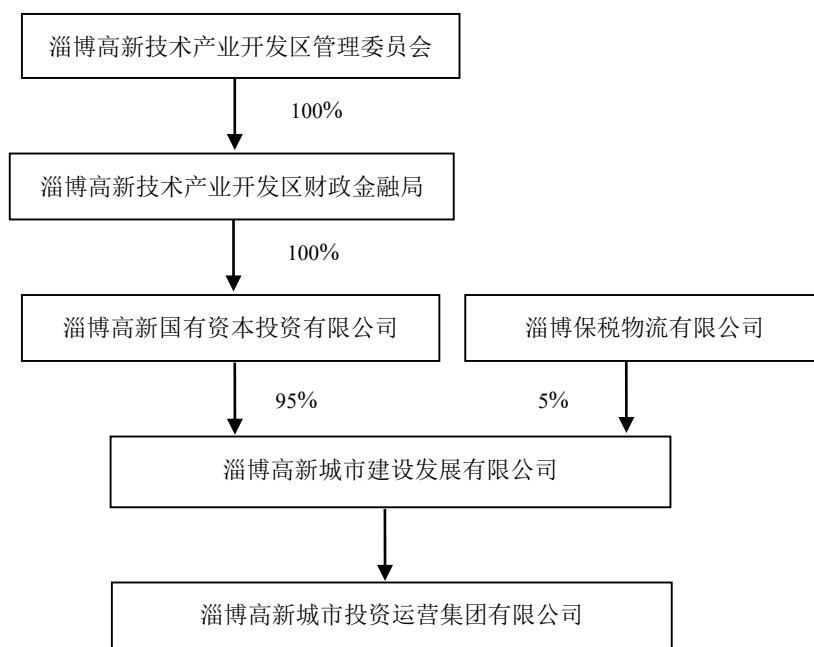 淄博高新技术产业开发区管理委员会
100%
淄博高新技术产业开发区财政金融局
100%
淄博高新国有资本投资有限公司
淄博保税物流有限公司
95%
5%
淄博高新城市建设发展有限公司
淄博高新城市投资运营集团有限公司